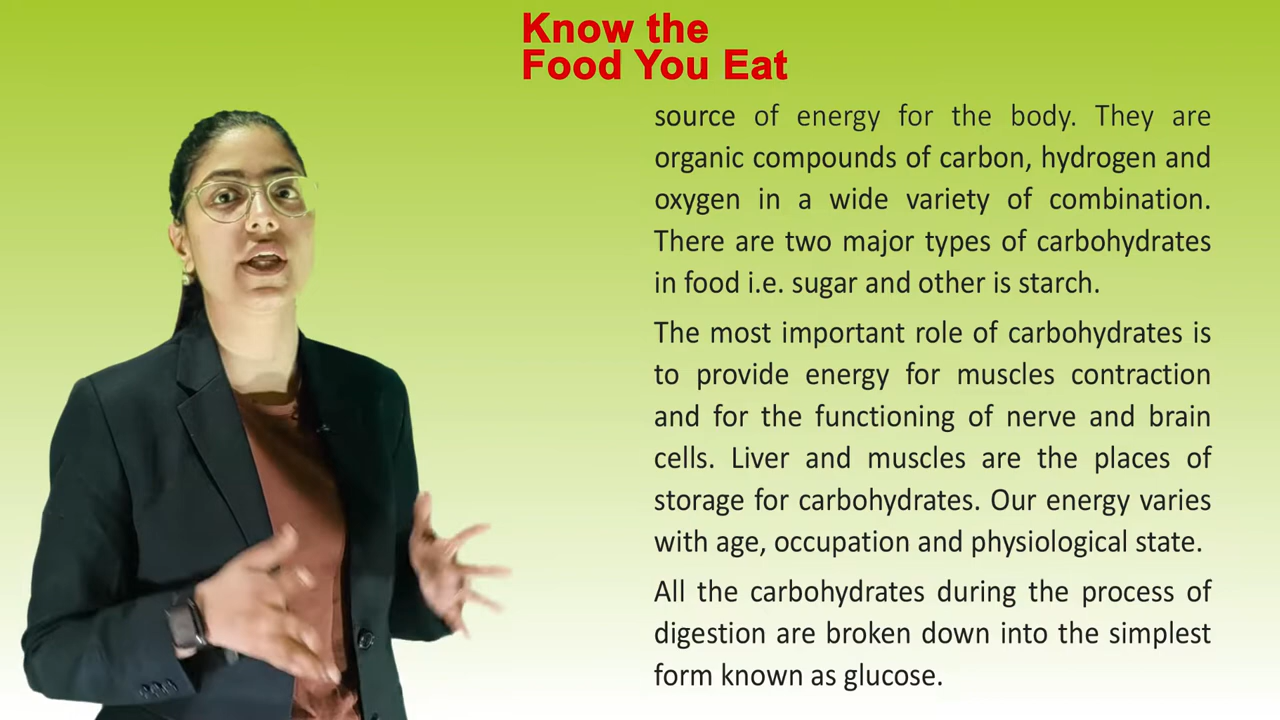 Know the
Food You Eat
source of energy for the body. They are
organic compounds of carbon, hydrogen and
oxygen in a wide variety of combination.
There are two major types of carbohydrates
in food i.e. sugar and other is starch.
The most important role of carbohydrates is
to provide energy for muscles contraction
and for the functioning of nerve and brain
cells. Liver and muscles are the places of
storage for carbohydrates. Our energy varies
with age, occupation and physiological state.
All the carbohydrates during the process of
digestion are broken down into the simplest
form known as glucose.